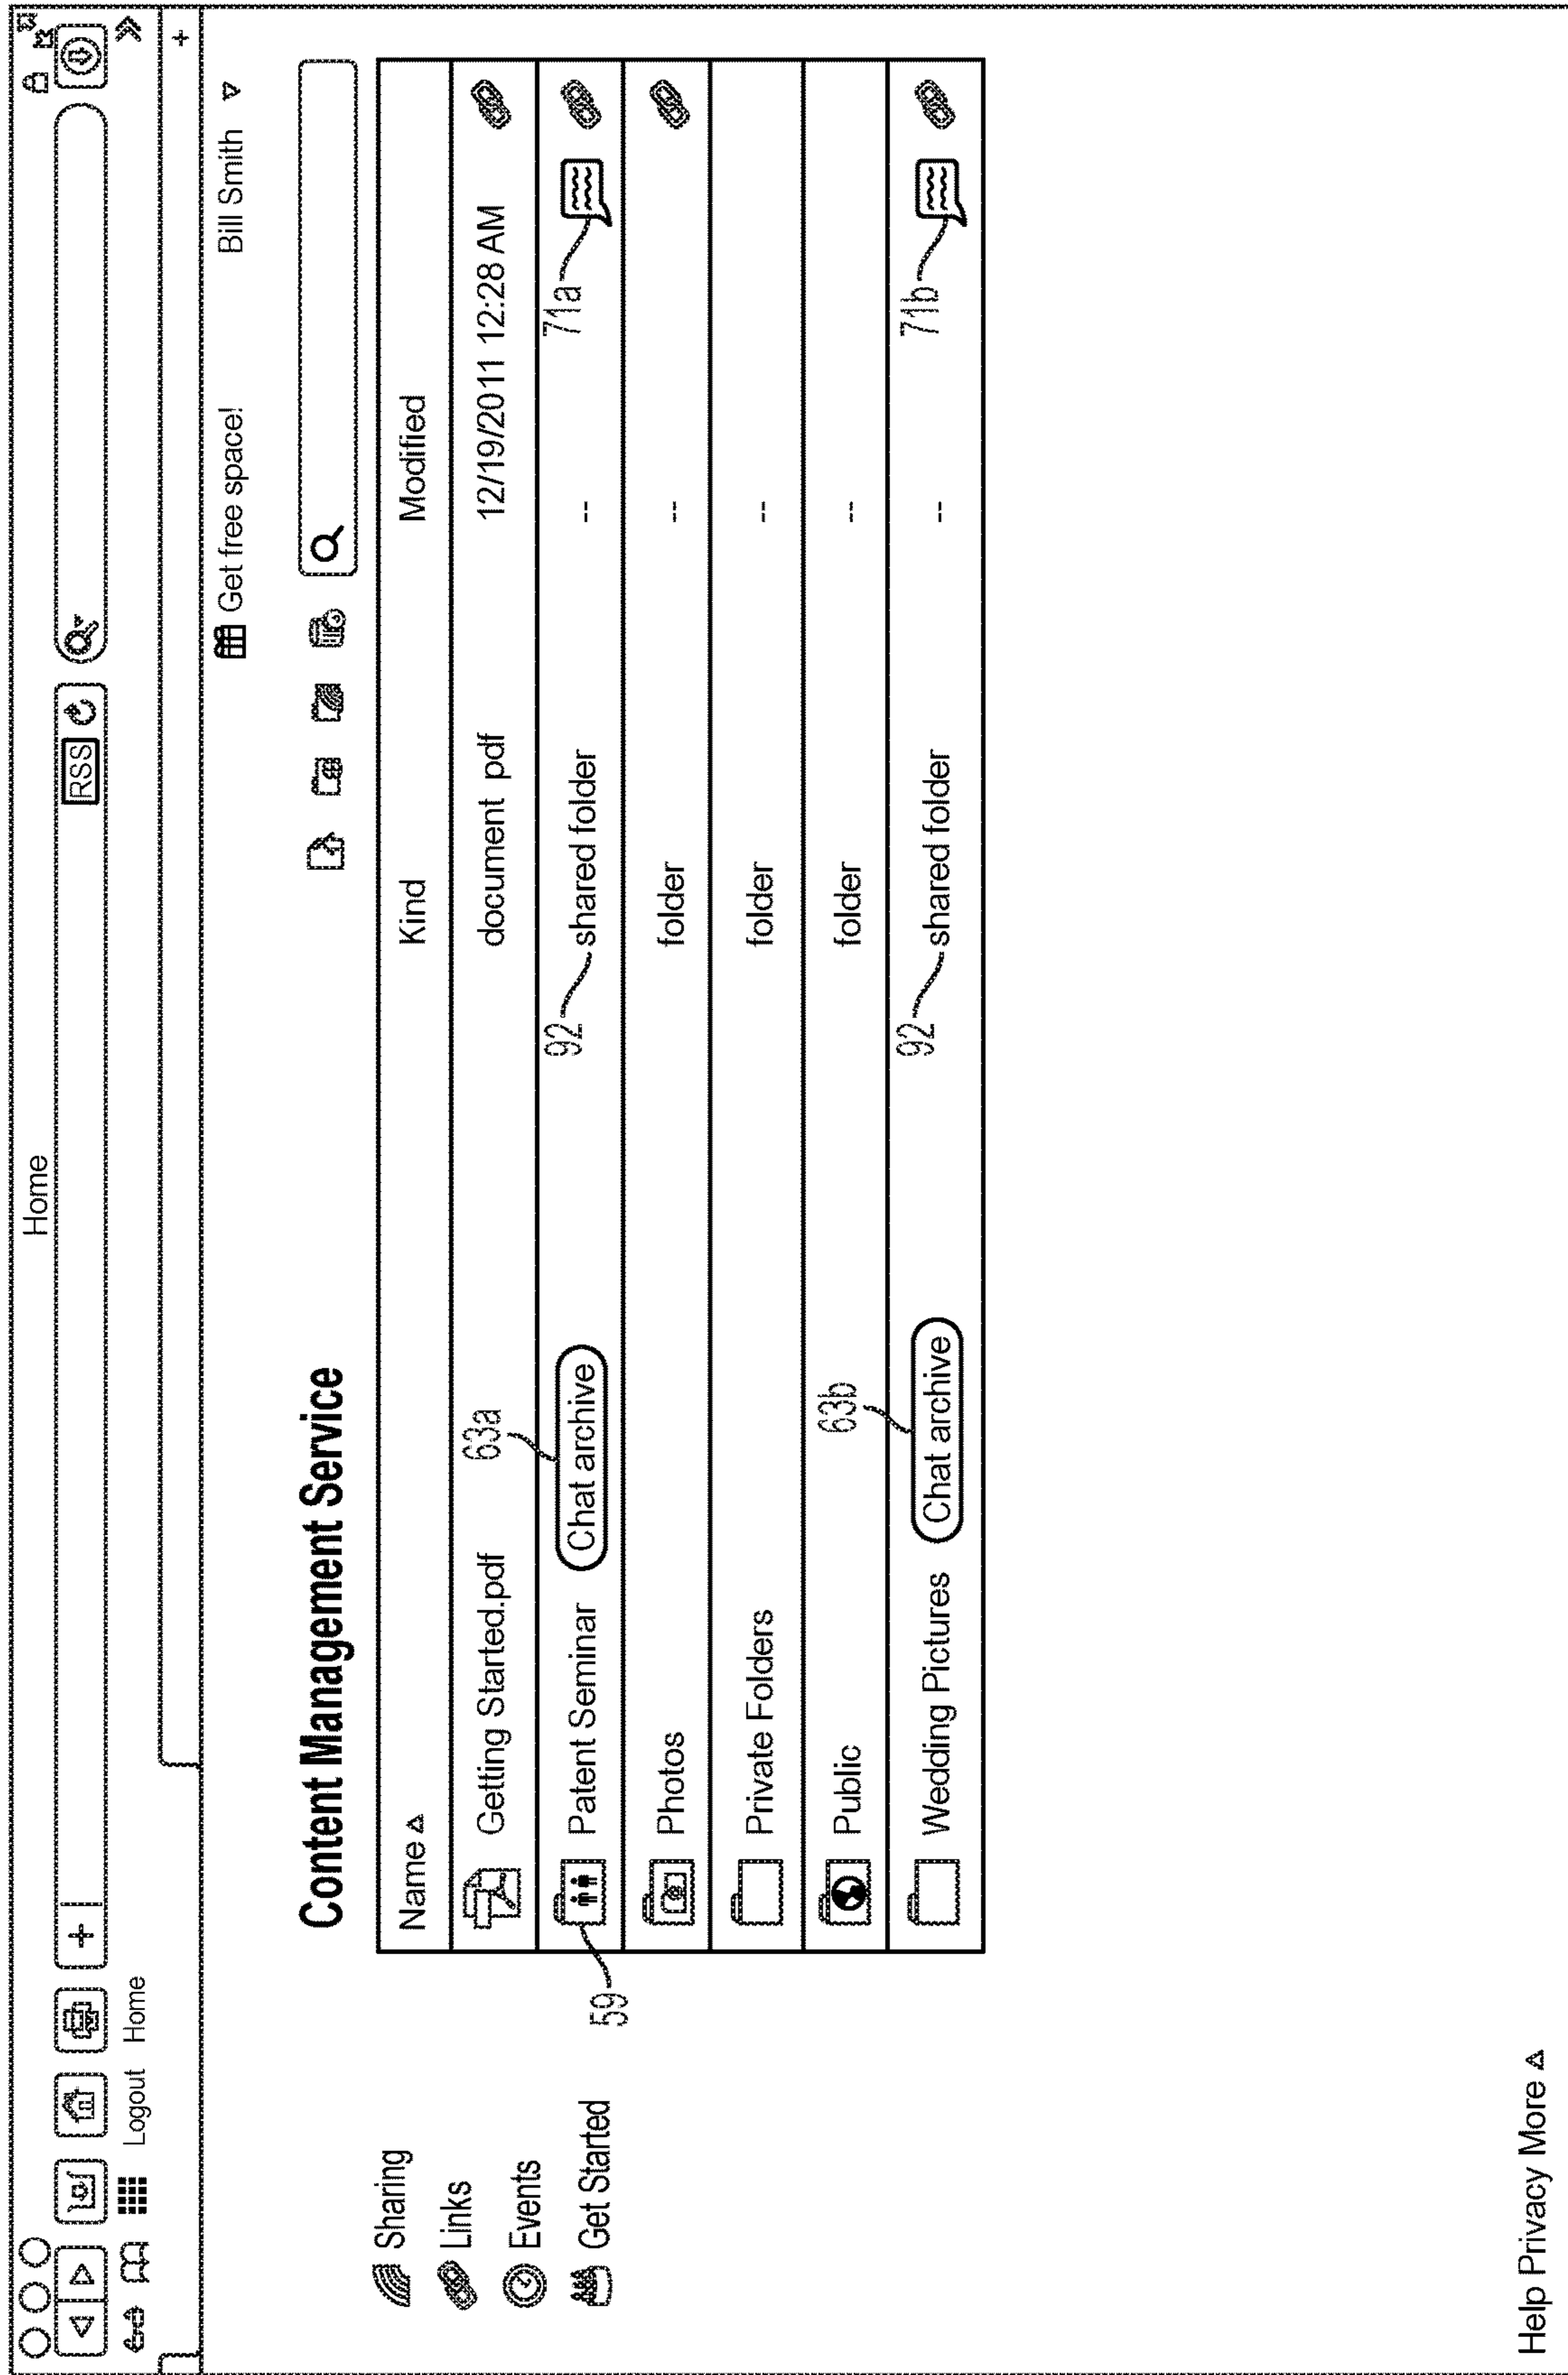 Home
RSS
Logout Home
Get free space! Bill Smith
Content Management Service
Sharing
Links
Events
Get Started
Name Kind Modified
Getting Started.pdf document pdf 12/19/2011 12:28 AM
63a
Patent Seminar Chat archive 92 shared folder -- 71a
59
Photos folder --
Private Folders folder --
Public folder --
63b
Wedding Pictures Chat archive 92 shared folder -- 71b
Help Privacy More